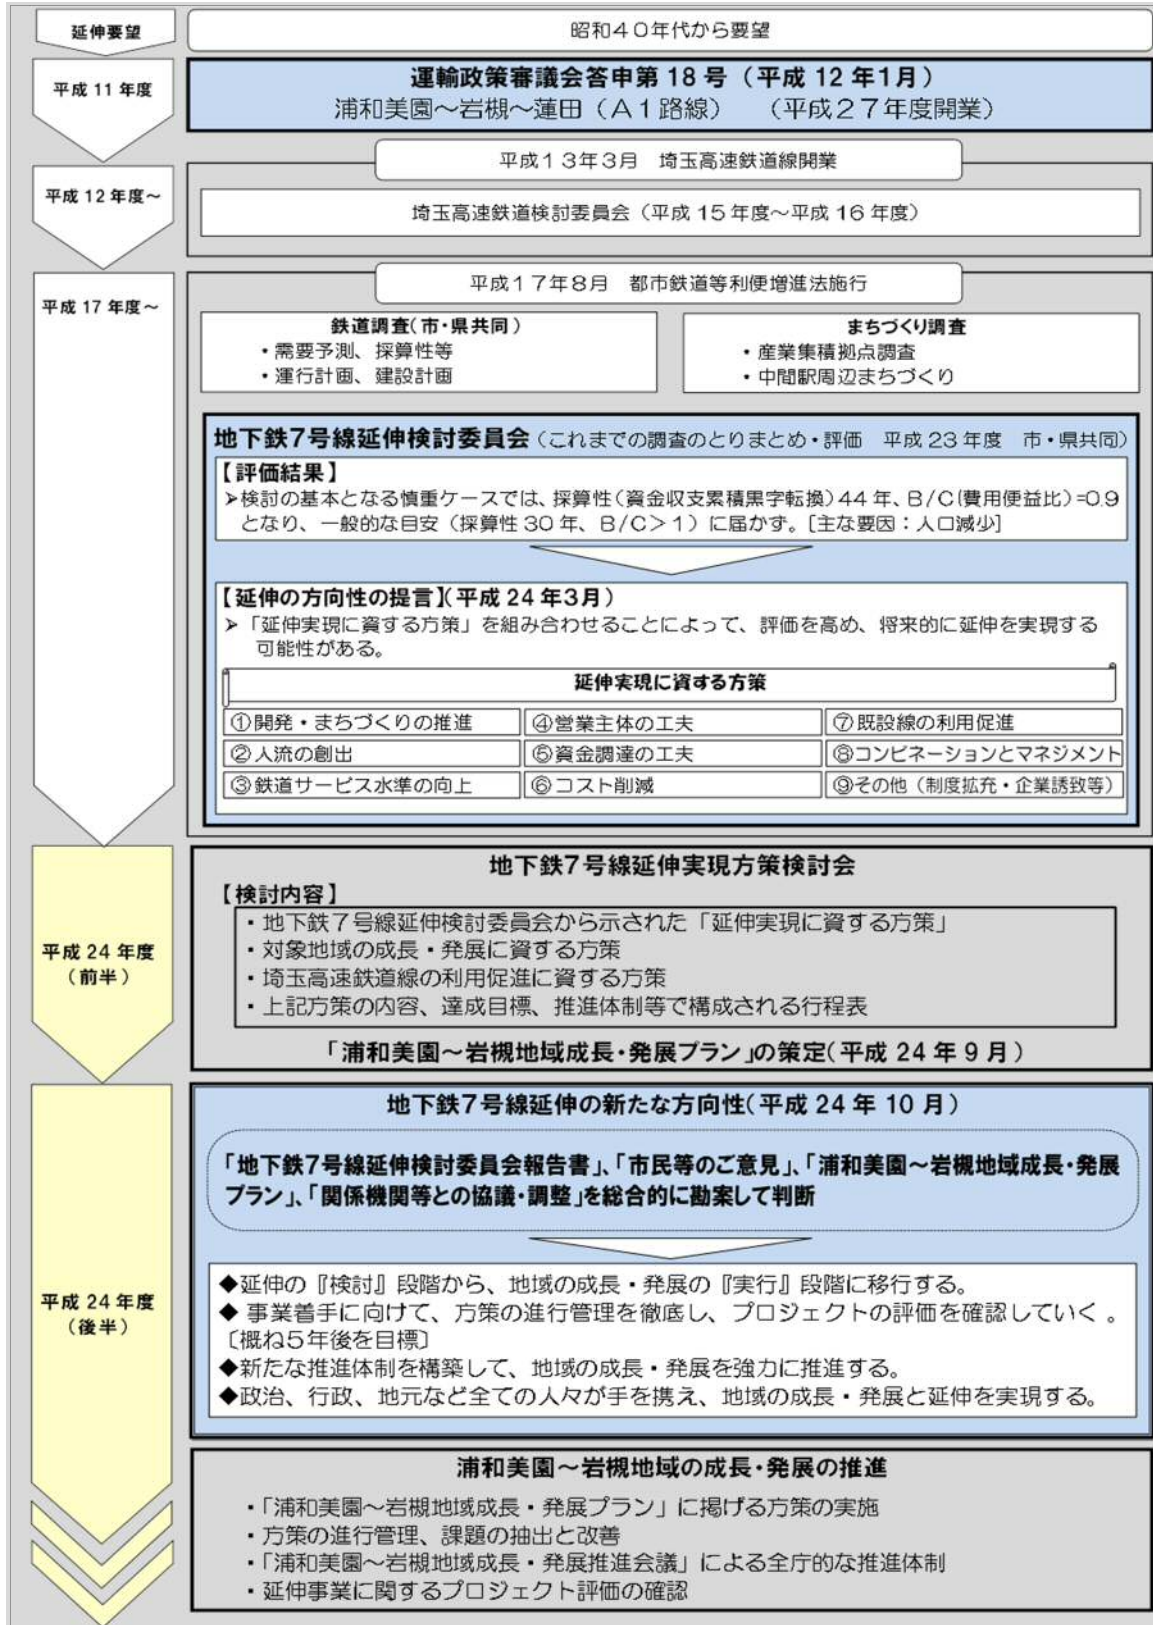 延伸要望
昭和４０年代から要望
平成 11 年度
運輸政策審議会答申第 18 号（平成 12 年１月）
浦和美園～岩槻～蓮田（Ａ１路線）　（平成２７年度開業）
平成１３年３月　埼玉高速鉄道線開業
平成 12 年度～
埼玉高速鉄道検討委員会（平成 15 年度～平成 16 年度）
平成１７年８月　都市鉄道等利便増進法施行
平成 17 年度～
鉄道調査（市・県共同）
・需要予測、採算性等
・運行計画、建設計画
まちづくり調査
・産業集積拠点調査
・中間駅周辺まちづくり
地下鉄７号線延伸検討委員会（これまでの調査のとりまとめ・評価　平成 23 年度　市・県共同）
【評価結果】
➢検討の基本となる慎重ケースでは、採算性（資金収支累積黒字転換）44 年、Ｂ/Ｃ(費用便益比)=0.9
となり、一般的な目安（採算性 30 年、Ｂ/Ｃ＞１）に届かず。［主な要因：人口減少］
【延伸の方向性の提言】（平成 24 年３月）
➢「延伸実現に資する方策」を組み合わせることによって、評価を高め、将来的に延伸を実現する
可能性がある。
延伸実現に資する方策
①開発・まちづくりの推進
④営業主体の工夫
⑦既設線の利用促進
②人流の創出
⑤資金調達の工夫
⑧コンビネーションとマネジメント
③鉄道サービス水準の向上
⑥コスト削減
⑨その他（制度拡充・企業誘致等）
地下鉄７号線延伸実現方策検討会
【検討内容】
・地下鉄７号線延伸検討委員会から示された「延伸実現に資する方策」
・対象地域の成長・発展に資する方策
・埼玉高速鉄道線の利用促進に資する方策
・上記方策の内容、達成目標、推進体制等で構成される行程表
平成 24 年度
（前半）
「浦和美園～岩槻地域成長・発展プラン」の策定（平成 24 年 9 月）
地下鉄７号線延伸の新たな方向性（平成 24 年 10 月）
「地下鉄７号線延伸検討委員会報告書」、「市民等のご意見」、「浦和美園～岩槻地域成長・発展
プラン」、「関係機関等との協議・調整」を総合的に勘案して判断
平成 24 年度
（後半）
◆延伸の『検討』段階から、地域の成長・発展の『実行』段階に移行する。
◆ 事業着手に向けて、方策の進行管理を徹底し、プロジェクトの評価を確認していく 。
〔概ね５年後を目標〕
◆新たな推進体制を構築して、地域の成長・発展を強力に推進する。
◆政治、行政、地元など全ての人々が手を携え、地域の成長・発展と延伸を実現する。
浦和美園～岩槻地域の成長・発展の推進
・「浦和美園～岩槻地域成長・発展プラン」に掲げる方策の実施
・方策の進行管理、課題の抽出と改善
・「浦和美園～岩槻地域成長・発展推進会議」による全庁的な推進体制
・延伸事業に関するプロジェクト評価の確認